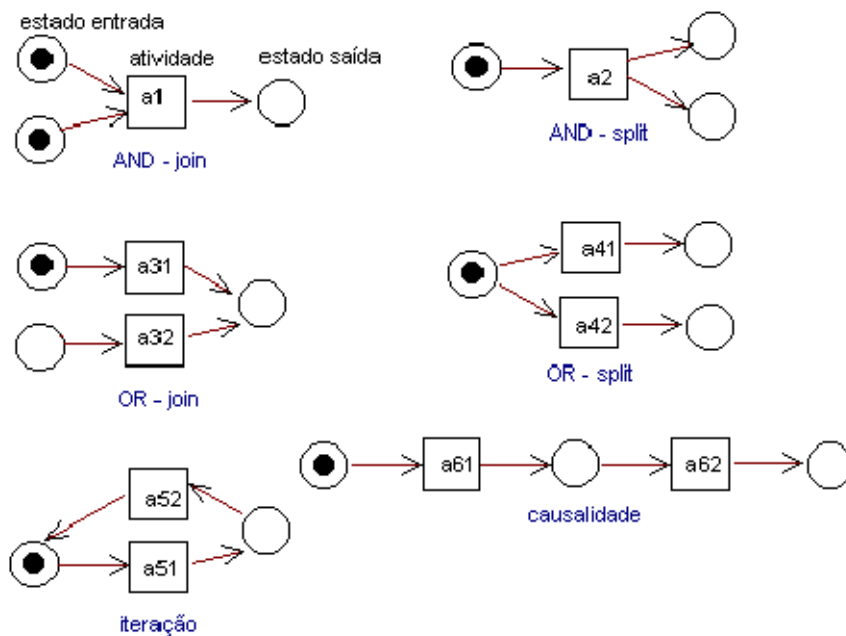 estado entrada
atividade
estado saída
a1
a2
AND - join
AND - split
a31
a32
OR - join
a41
a42
OR - split
a52
a51
iteração
a61
a62
causalidade